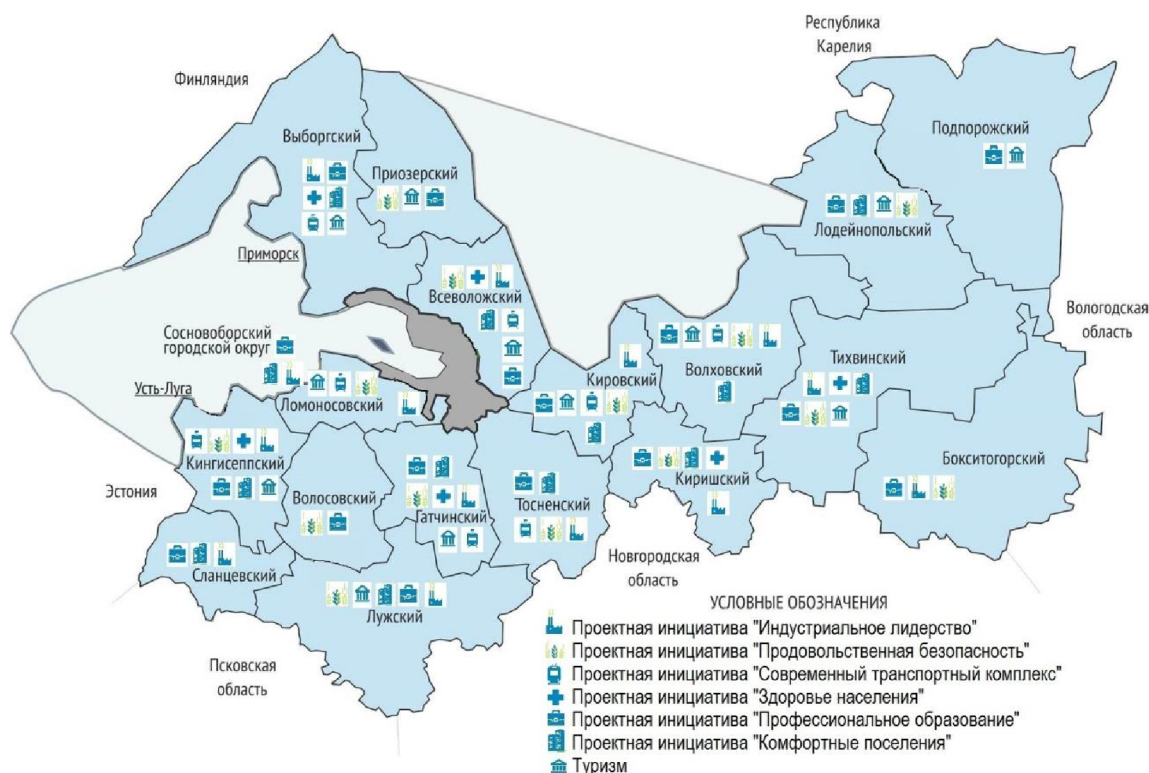 Республика
Карелия
Финляндия
Выборгский
Подпорожский
Приозерский
Лодейнопольский
Приморск
Всеволожский
Вологодская
область
Сосновоборский
городской округ
Тихвинский
Кировский
Волховский
Усть-Луга
Ломоносовский
Кингисеппский
Бокситогорский
Киришский
Эстония
Волосовский
Тосненский
Гатчинский
Новгородская
область
Сланцевский
Лужский
Псковская
область
УСЛОВНЫЕ ОБОЗНАЧЕНИЯ
Проектная инициатива "Индустриальное лидерство"
Проектная инициатива "Продовольственная безопасность"
Проектная инициатива "Современный транспортный комплекс"
Проектная инициатива "Здоровье населения"
Проектная инициатива "Профессиональное образование"
Проектная инициатива "Комфортные поселения"
Туризм